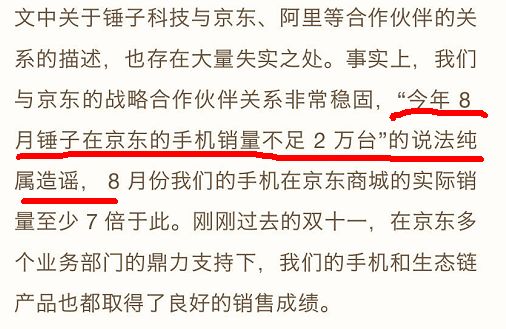 文中关于锤子科技与京东、阿里等合作伙伴的关
系的描述，也存在大量失实之处。事实上，我们
与京东的战略合作伙伴关系非常稳固，“今年 8
月锤子在京东的手机销量不足 2 万台”的说法纯
属造谣，8 月份我们的手机在京东商城的实际销
量至少 7 倍于此。刚刚过去的双十一，在京东多
个业务部门的鼎力支持下，我们的手机和生态链
产品也都取得了良好的销售成绩。